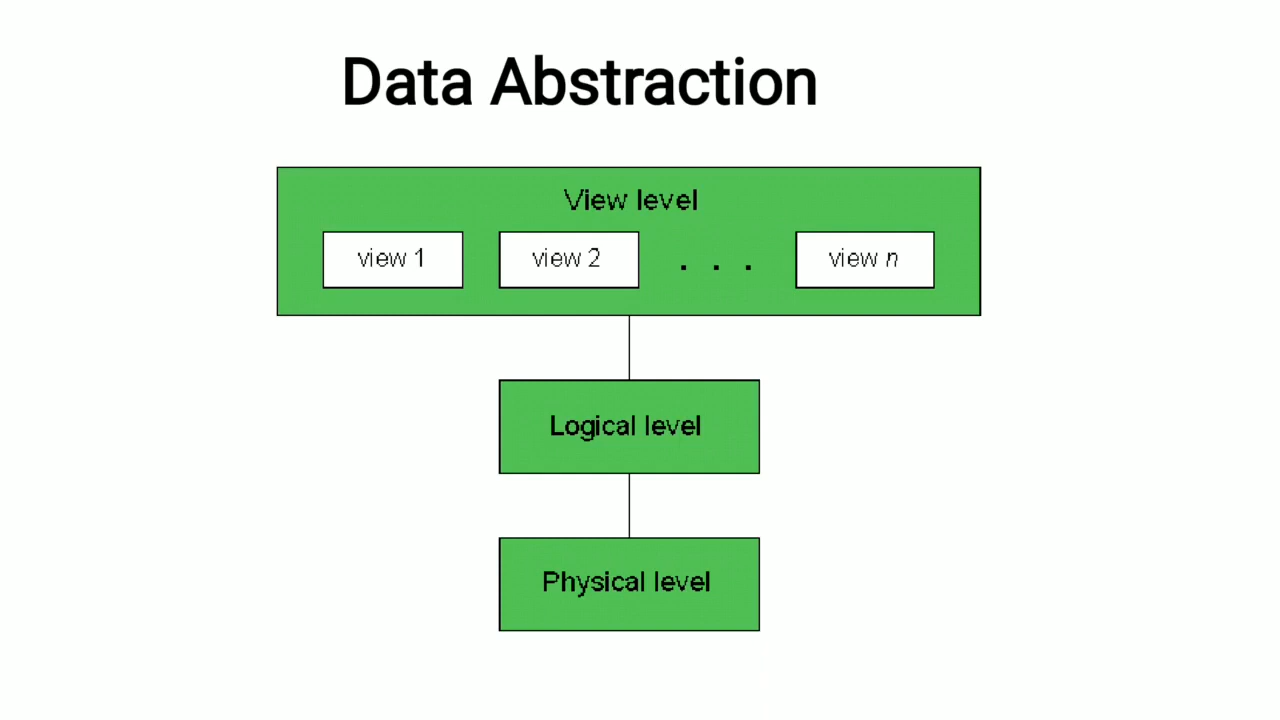 Data Abstraction
View level
view 1
view 2
. . .
view n
Logical level
Physical level